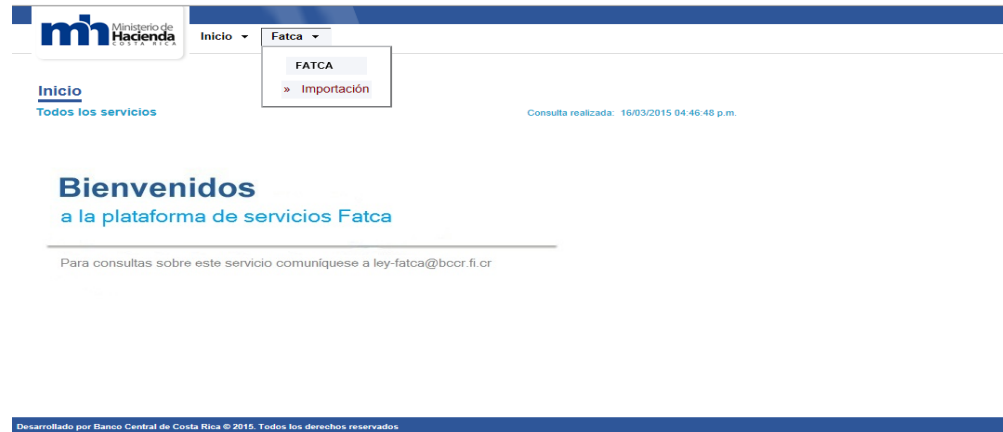 Ministerio de
Hacienda
COSTA RICA
Inicio
Fatca
FATCA
» Importación
Inicio
Todos los servicios
Consulta realizada: 16/03/2015 04:46:48 p.m.
Bienvenidos
a la plataforma de servicios Fatca
Para consultas sobre este servicio comuníquese a ley-fatca@bccr.fi.cr
Desarrollado por Banco Central de Costa Rica © 2015. Todos los derechos reservados